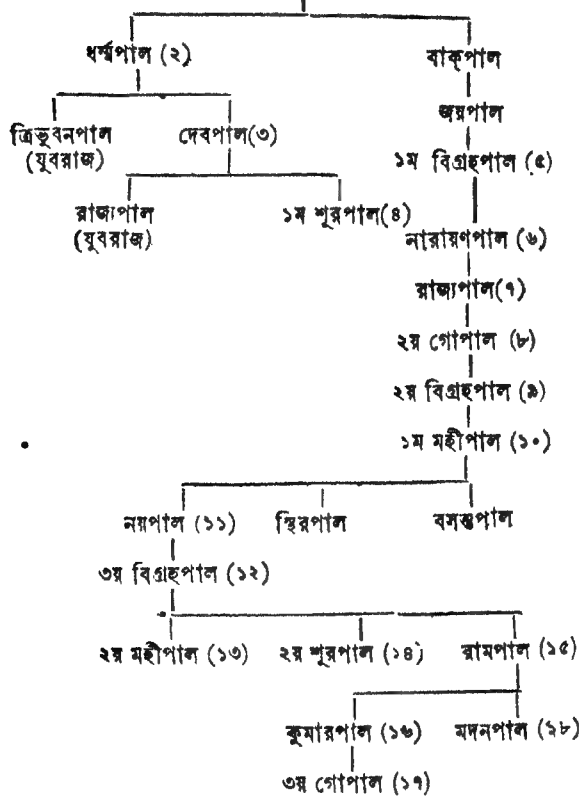 ধর্ম্মপাল (২) বাক্‌পাল
জয়পাল
ত্রিভুবনপাল দেবপাল(৩)
(যুবরাজ)
১ম বিগ্রহপাল (৫)
রাজ্যপাল ১ম শূরপাল(৪)
(যুবরাজ)
নারায়ণপাল (৬)
রাজ্যপাল(৭)
২য় গোপাল (৮)
২য় বিগ্রহপাল (৯)
১ম মহীপাল (১০)
নয়পাল (১১) স্থিরপাল বসন্তপাল
৩য় বিগ্রহপাল (১২)
২য় মহীপাল (১৩) ২য় শূরপাল (১৪) রামপাল (১৫)
কুমারপাল (১৬) মদনপাল (১৮)
৩য় গোপাল (১৭)